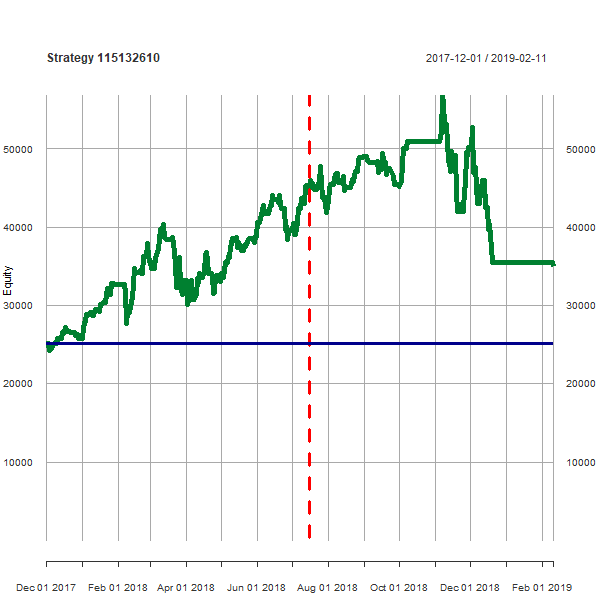 Strategy 115132610
2017-12-01 / 2019-02-11
50000 50000
40000 40000
Equity
30000 30000
20000 20000
10000 10000
Dec 01 2017 Feb 01 2018 Apr 01 2018 Jun 01 2018 Aug 01 2018 Oct 01 2018 Dec 01 2018 Feb 01 2019